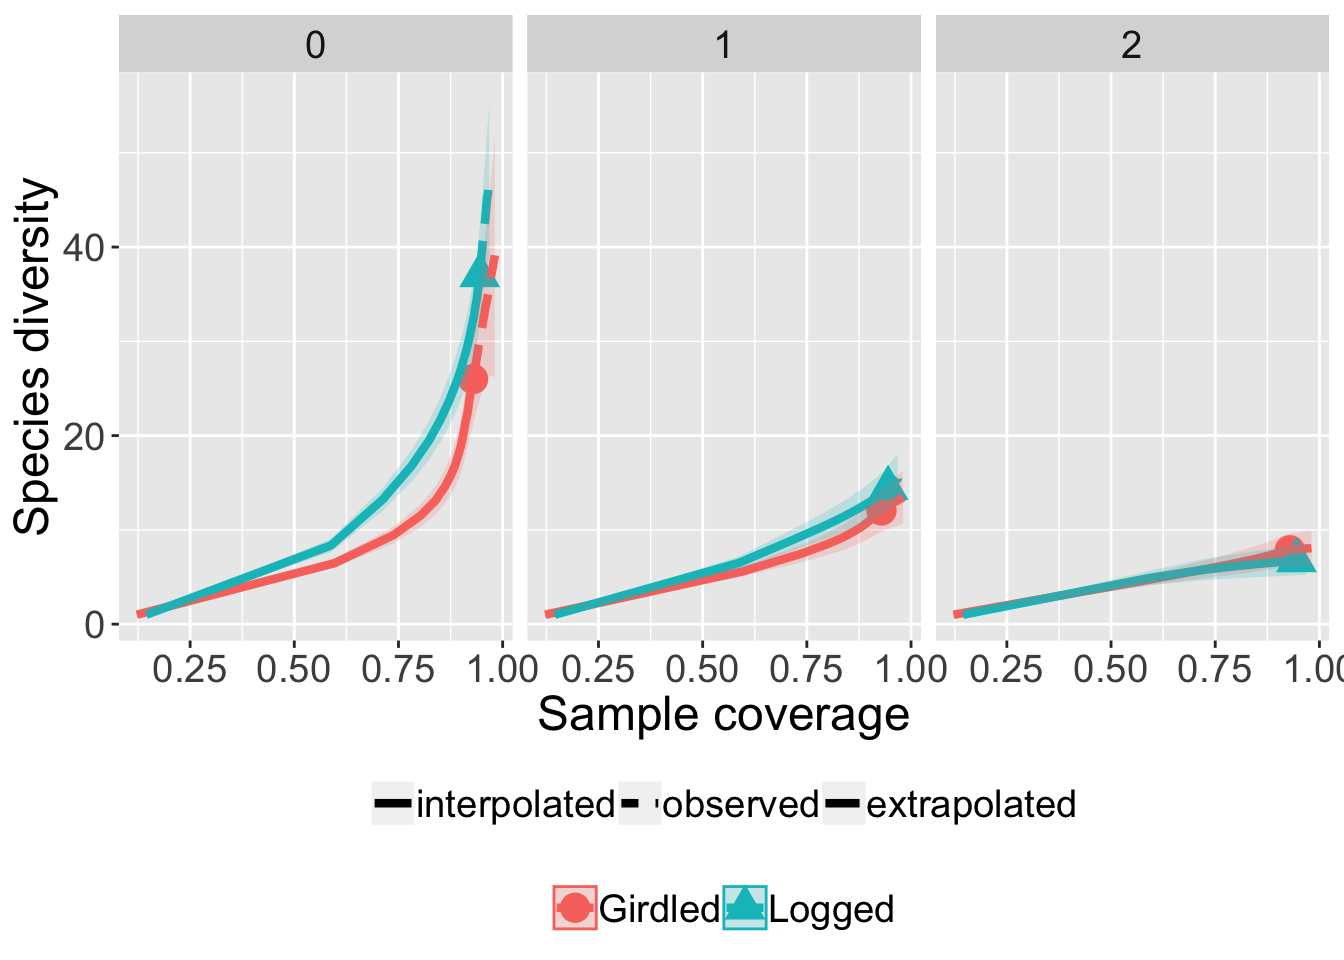 0 1 2
Species diversity
40
20
0
0.25 0.50 0.75 1.00 0.25 0.50 0.75 1.00 0.25 0.50 0.75 1.00
Sample coverage
interpolated observed extrapolated
Girdled Logged